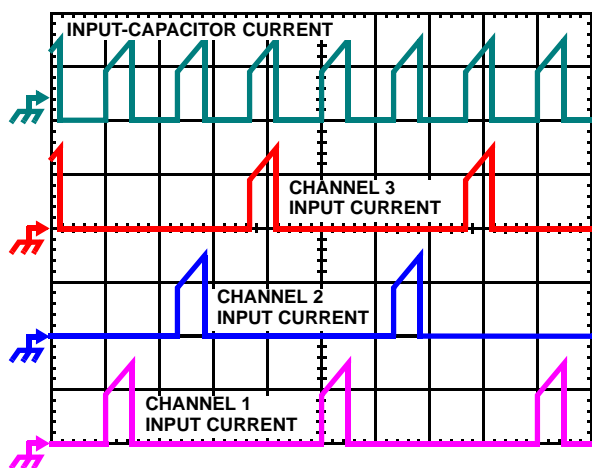 INPUT-CAPACITOR CURRENT
CHANNEL 3
INPUT CURRENT
CHANNEL 2
INPUT CURRENT
CHANNEL 1
INPUT CURRENT